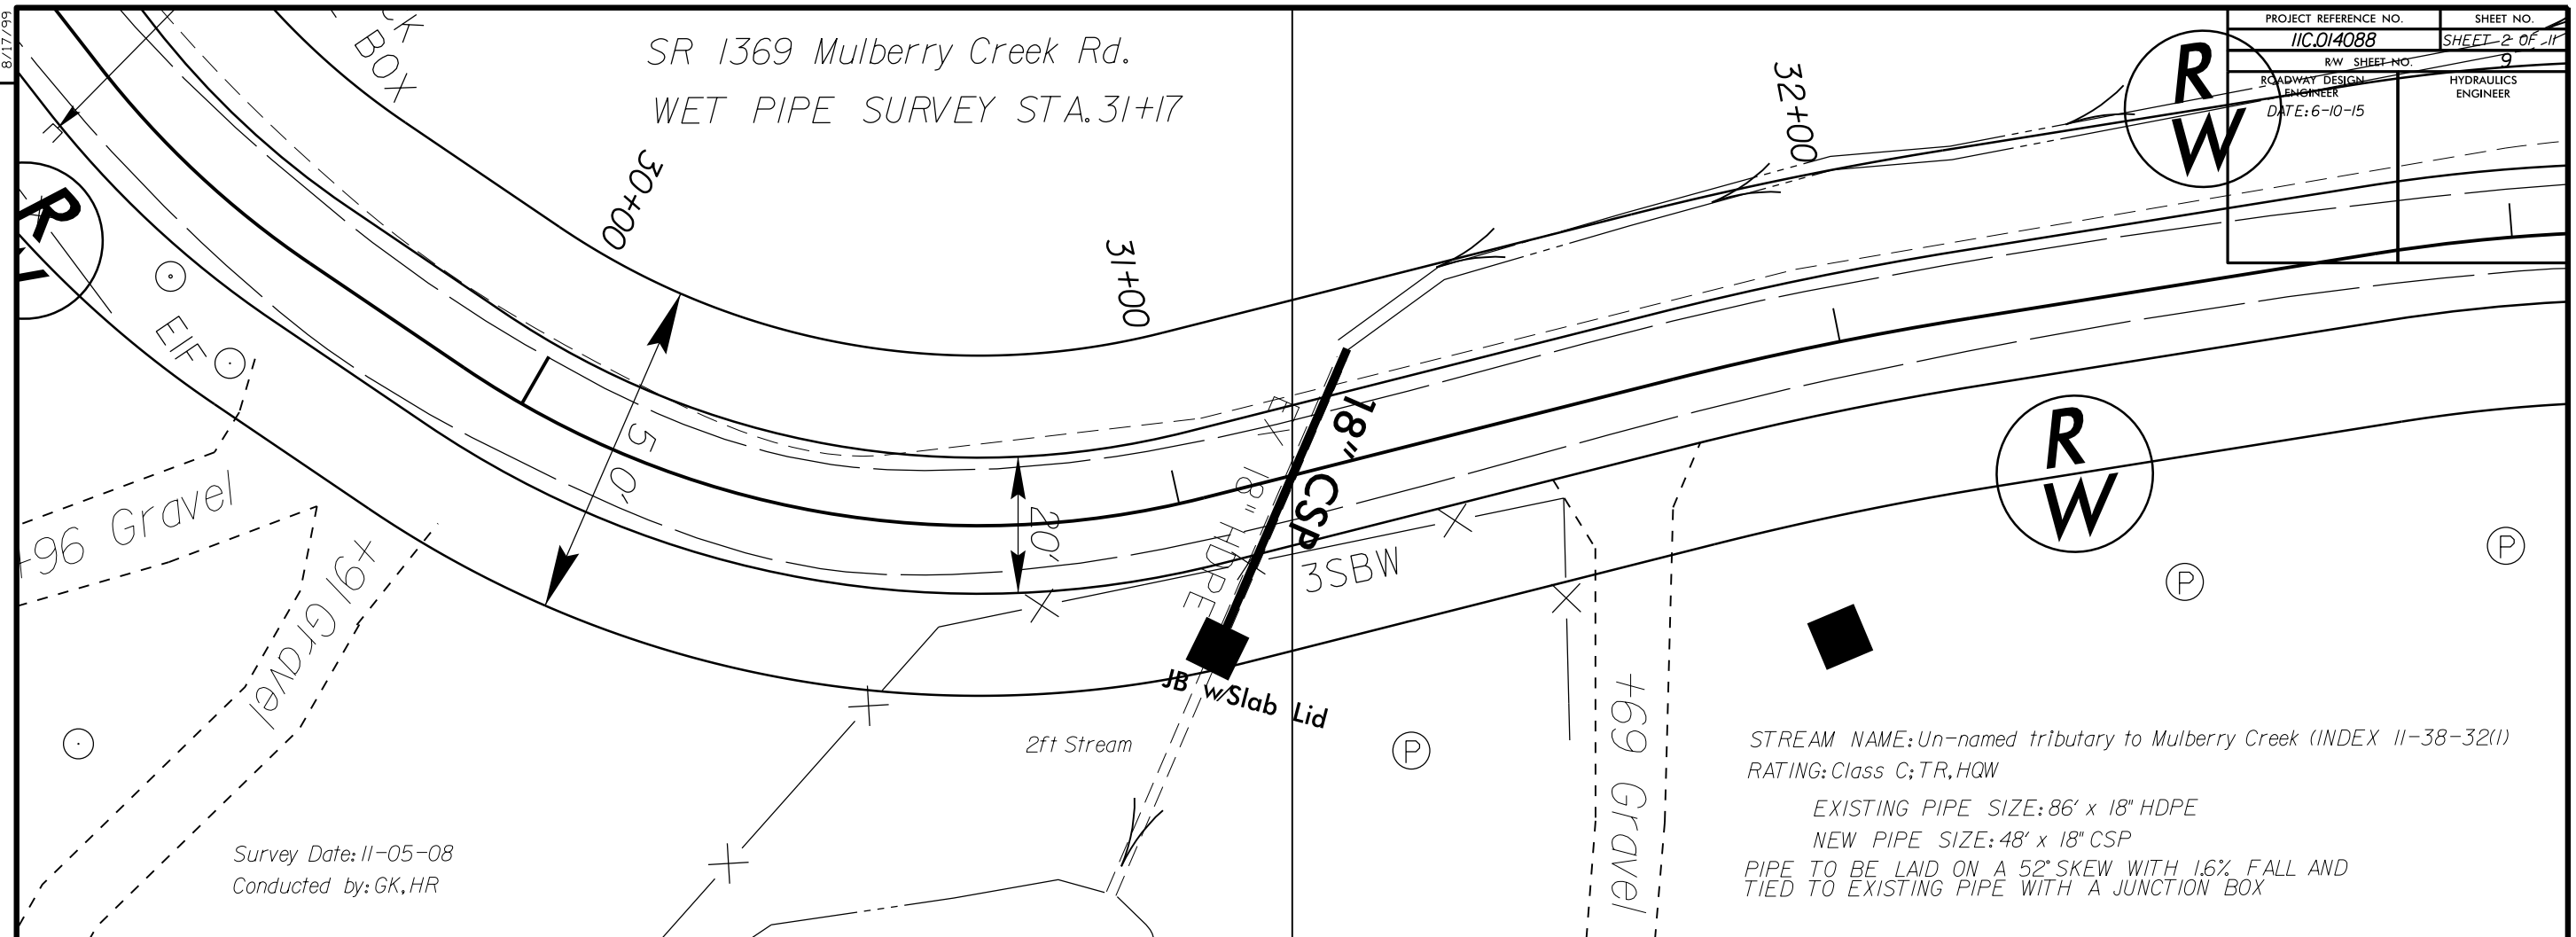 8/17/99
PROJECT REFERENCE NO.
SHEET NO.
11C.014088
SHEET 2 OF 11
RW SHEET NO.
9
ROADWAY DESIGN
ENGINEER
HYDRAULICS
ENGINEER
DATE: 6-10-15
SR 1369 Mulberry Creek Rd.
WET PIPE SURVEY STA. 31+17
BOX
30+00
31+00
32+00
R
W
R
W
R
EIF
50'
20'
EX
18" HDPE
18" CSP
3SBW
+96 Gravel
+91 Gravel
+69 Gravel
P
P
P
JB w/Slab Lid
2ft Stream
Survey Date: 11-05-08
Conducted by: GK, HR
STREAM NAME: Un-named tributary to Mulberry Creek (INDEX 11-38-32(1)
RATING: Class C; TR, HQW
EXISTING PIPE SIZE: 86' x 18" HDPE
NEW PIPE SIZE: 48' x 18" CSP
PIPE TO BE LAID ON A 52° SKEW WITH 1.6% FALL AND
TIED TO EXISTING PIPE WITH A JUNCTION BOX